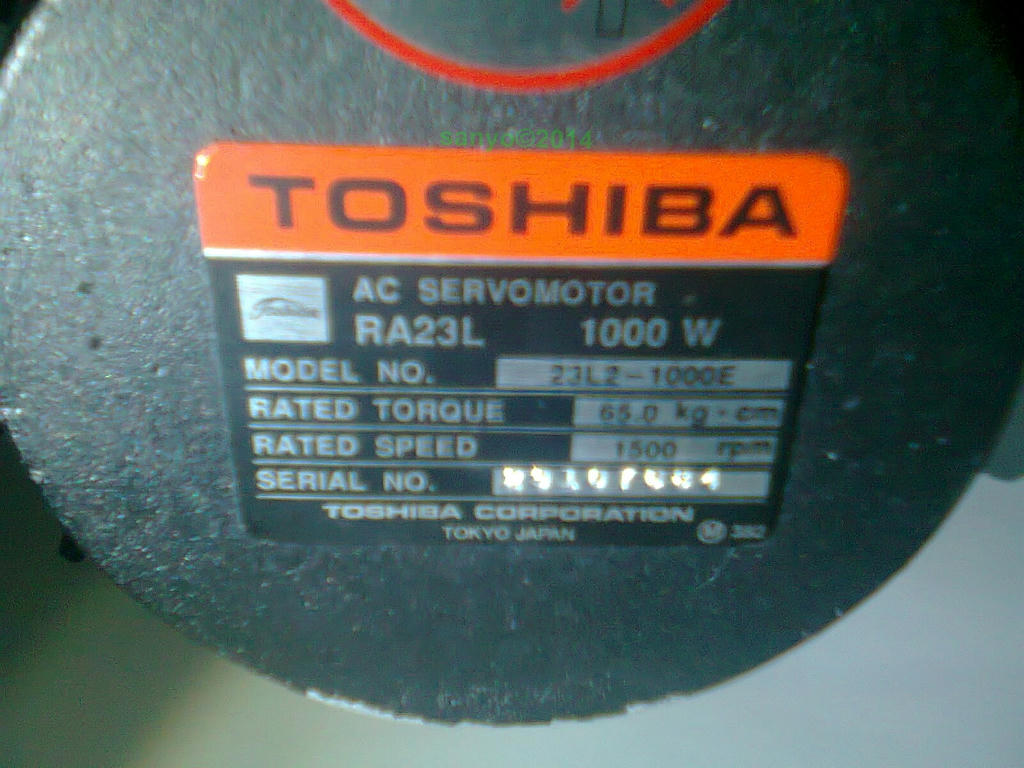 sanyo©2014
TOSHIBA
Toshiba
AC SERVOMOTOR
RA23L 1000 W
MODEL NO. 23L2-1000E
RATED TORQUE 65.0 kg・cm
RATED SPEED 1500 rpm
SERIAL NO.
TOSHIBA CORPORATION
TOKYO JAPAN